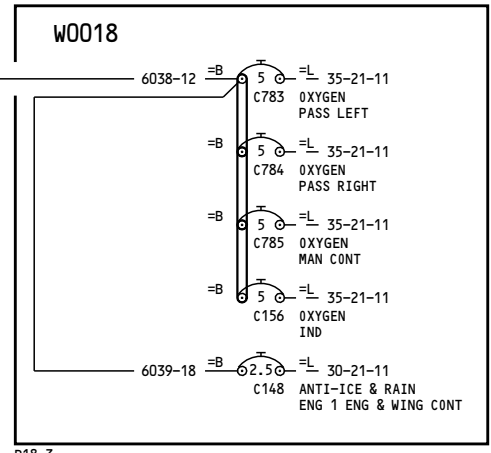 W0018
6038-12 =B 5 =L 35-21-11
C783 OXYGEN
PASS LEFT
=B 5 =L 35-21-11
C784 OXYGEN
PASS RIGHT
=B 5 =L 35-21-11
C785 OXYGEN
MAN CONT
=B 5 =L 35-21-11
C156 OXYGEN
IND
6039-18 =B 2.5 =L 30-21-11
C148 ANTI-ICE & RAIN
ENG 1 ENG & WING CONT